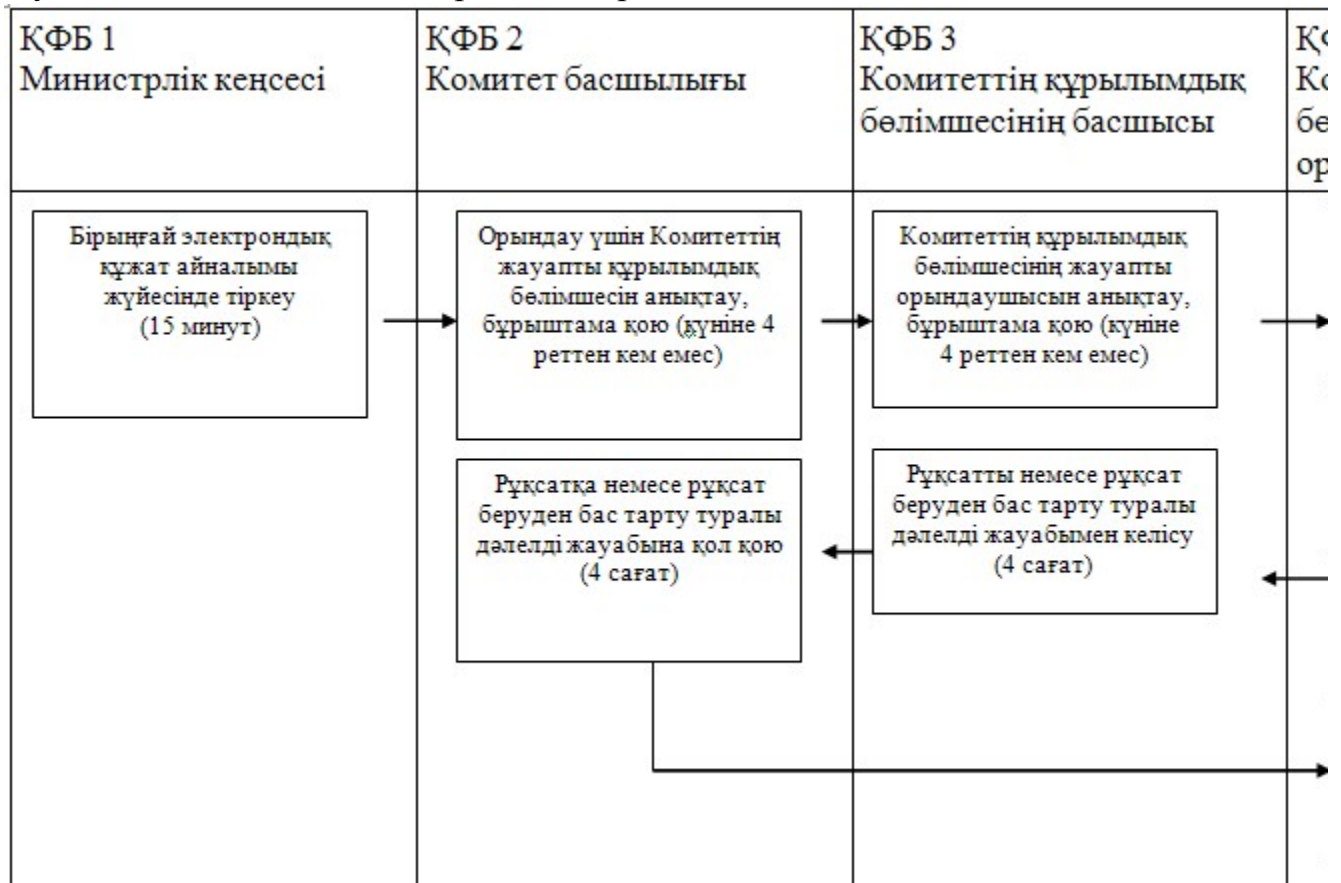 ҚФБ 1
Министрлік кеңсесі
ҚФБ 2
Комитет басшылығы
ҚФБ 3
Комитеттің құрылымдық
бөлімшесінің басшысы
Бірыңғай электрондық
құжат айналымы
жүйесінде тіркеу
(15 минут)
Орындау үшін Комитеттің
жауапты құрылымдық
бөлімшесін анықтау,
бұрыштама қою (күніне 4
реттен кем емес)
Комитеттің құрылымдық
бөлімшесінің жауапты
орындаушысын анықтау,
бұрыштама қою (күніне
4 реттен кем емес)
Рұқсатқа немесе рұқсат
беруден бас тарту туралы
дәлелді жауабына қол қою
(4 сағат)
Рұқсатты немесе рұқсат
беруден бас тарту туралы
дәлелді жауабымен келісу
(4 сағат)